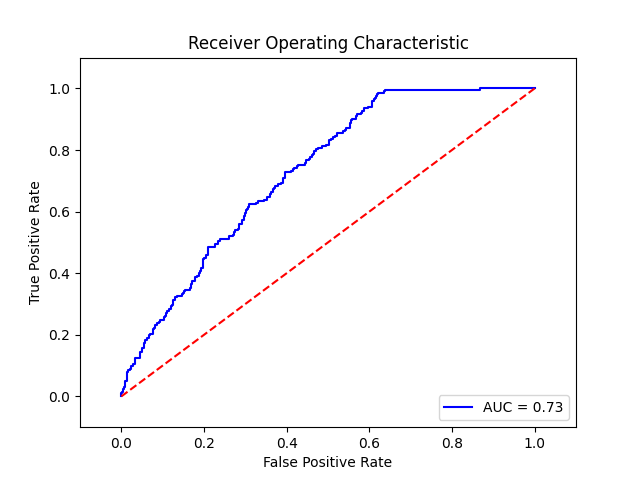 Receiver Operating Characteristic
1.0
0.8
0.6
0.4
0.2
0.0
True Positive Rate
AUC = 0.73
0.0 0.2 0.4 0.6 0.8 1.0
False Positive Rate